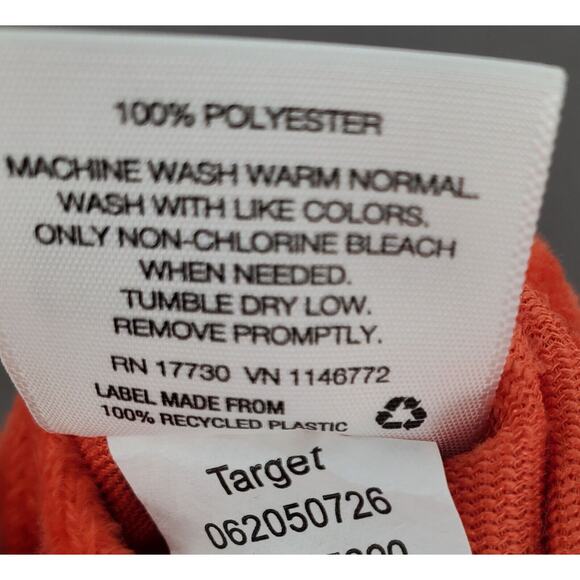 100% POLYESTER
MACHINE WASH WARM NORMAL.
WASH WITH LIKE COLORS.
ONLY NON-CHLORINE BLEACH
WHEN NEEDED.
TUMBLE DRY LOW.
REMOVE PROMPTLY.
RN 17730 VN 1146772
LABEL MADE FROM
100% RECYCLED PLASTIC
Target
062050726